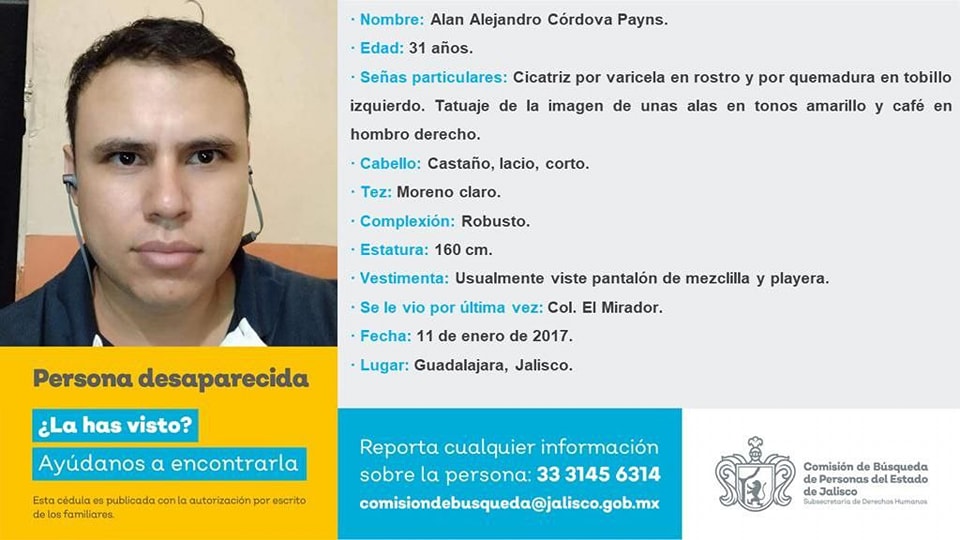 · Nombre: Alan Alejandro Córdova Payns.
· Edad: 31 años.
· Señas particulares: Cicatriz por varicela en rostro y por quemadura en tobillo
izquierdo. Tatuaje de la imagen de unas alas en tonos amarillo y café en
hombro derecho.
· Cabello: Castaño, lacio, corto.
· Tez: Moreno claro.
· Complexión: Robusto.
· Estatura: 160 cm.
· Vestimenta: Usualmente viste pantalón de mezclilla y playera.
· Se le vio por última vez: Col. El Mirador.
· Fecha: 11 de enero de 2017.
· Lugar: Guadalajara, Jalisco.
Persona desaparecida
¿La has visto?
Ayúdanos a encontrarla
Esta cédula es publicada con la autorización por escrito
de los familiares.
Reporta cualquier información
sobre la persona: 33 3145 6314
comisiondebusqueda@jalisco.gob.mx
Comisión de Búsqueda
de Personas del Estado
de Jalisco
Subsecretaría de Derechos Humanos